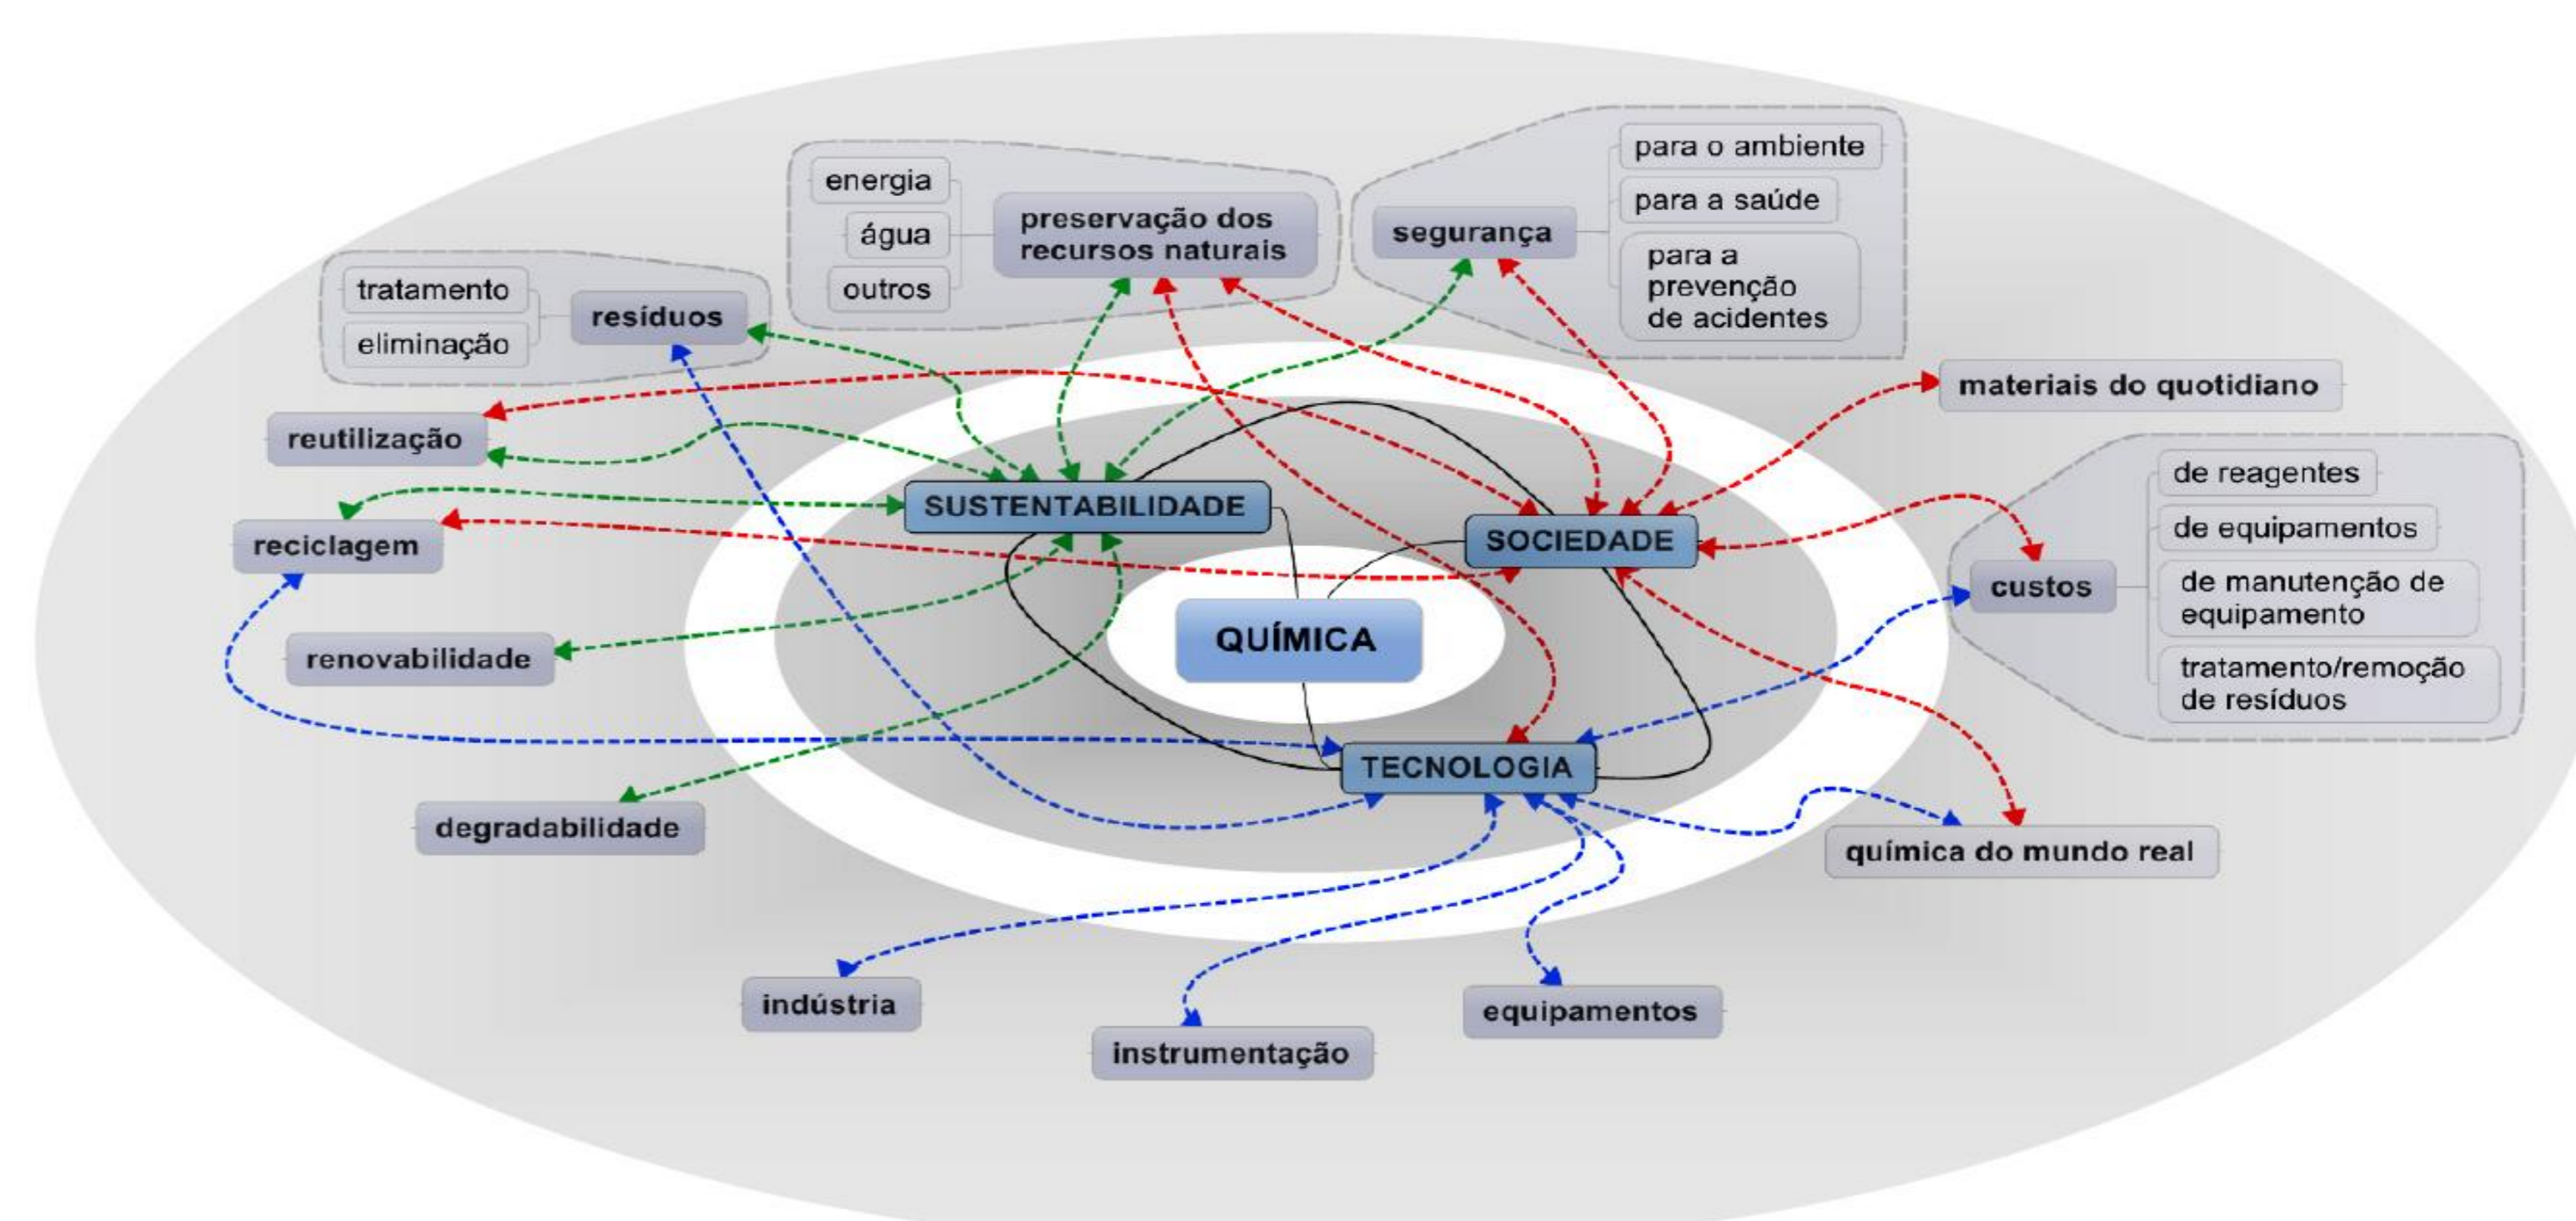 para o ambiente
para a saúde
segurança
para a
prevenção
de acidentes
energia
água
outros
preservação dos
recursos naturais
tratamento
eliminação
resíduos
materiais do quotidiano
reutilização
reciclagem
renovabilidade
degradabilidade
SUSTENTABILIDADE
SOCIEDADE
QUÍMICA
TECNOLOGIA
custos
de reagentes
de equipamentos
de manutenção de
equipamento
tratamento/remoção
de resíduos
química do mundo real
indústria
instrumentação
equipamentos